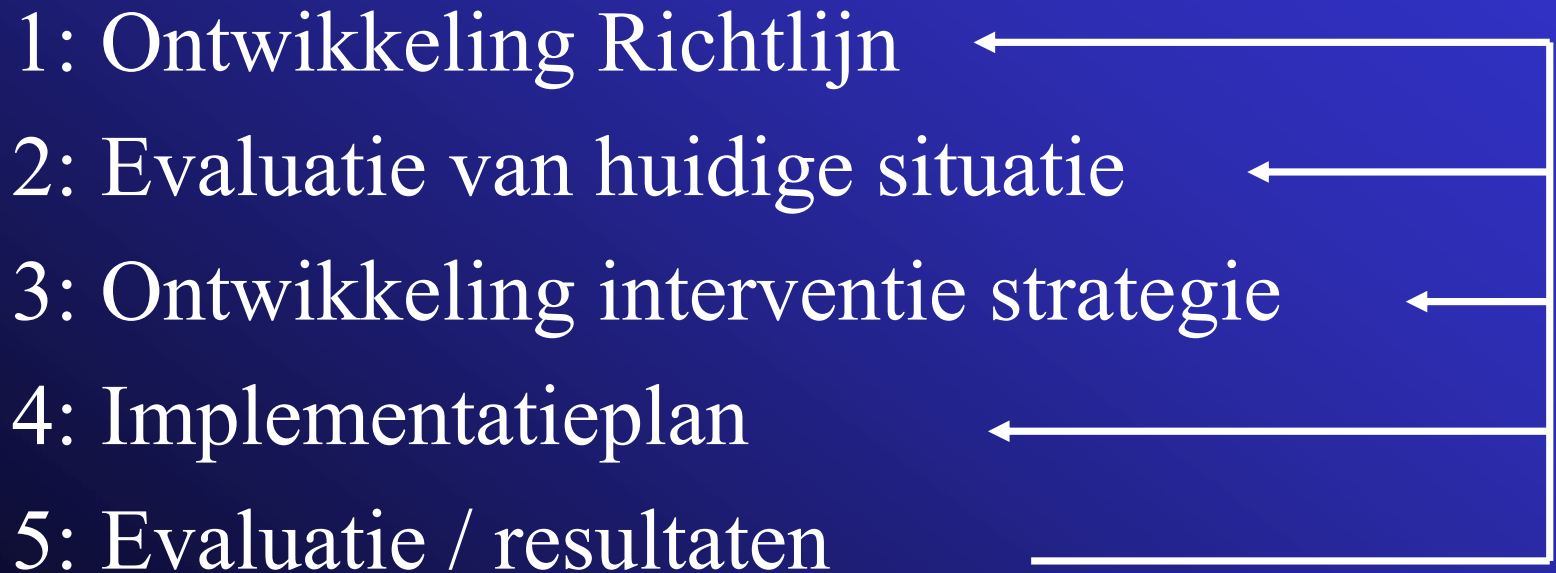 1: Ontwikkeling Richtlijn
2: Evaluatie van huidige situatie
3: Ontwikkeling interventie strategie
4: Implementatieplan
5: Evaluatie / resultaten